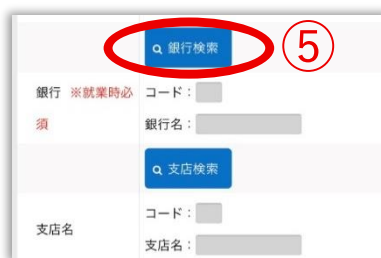 銀行検索
⑤
銀行 ※就業時必 コード：
須 銀行名：
支店検索
コード：
支店名
支店名：